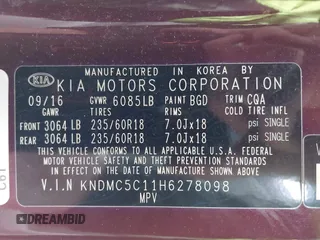 MANUFACTURED IN KOREA BY
KIA KIA MOTORS CORPORATION
09/16 GVWR 6085LB PAINT BGD TRIM CQA
GAWR TIRES RIMS COLD TIRE INFL
FRONT 3064 LB 235/60R18 7.0Jx18 psi SINGLE
REAR 3064 LB 235/60R18 7.0Jx18 psi SINGLE
THIS VEHICLE CONFORMS TO ALL APPLICABLE U.S.A. FEDERAL
MOTOR VEHICLE SAFETY STANDARDS
IN EFFECT ON THE DATE OF MANUFACTURE SHOWN ABOVE
V.I.N KNDMC5C11H6278098
MPV
DREAMBID